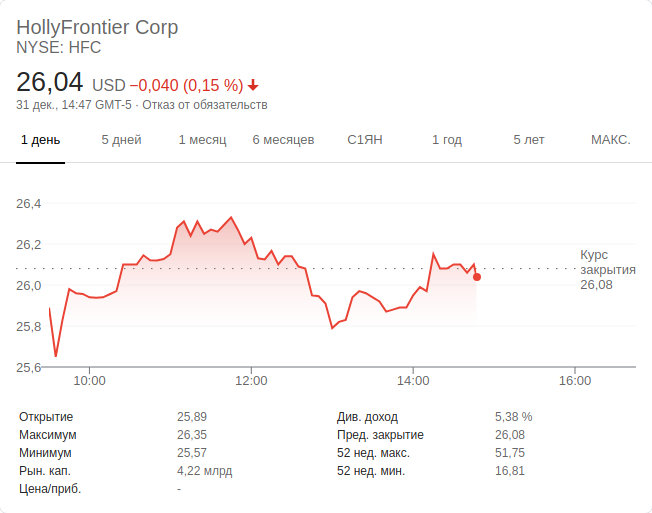 HollyFrontier Corp
NYSE: HFC
26,04 USD −0,040 (0,15 %)
31 дек., 14:47 GMT-5 · Отказ от обязательств
1 день 5 дней 1 месяц 6 месяцев С1ЯН 1 год 5 лет МАКС.
26,4
26,2
26,0
25,8
25,6
Курс
закрытия
26,08
10:00 12:00 14:00 16:00
Открытие 25,89
Максимум 26,35
Минимум 25,57
Рын. кап. 4,22 млрд
Цена/приб. -
Див. доход 5,38 %
Пред. закрытие 26,08
52 нед. макс. 51,75
52 нед. мин. 16,81